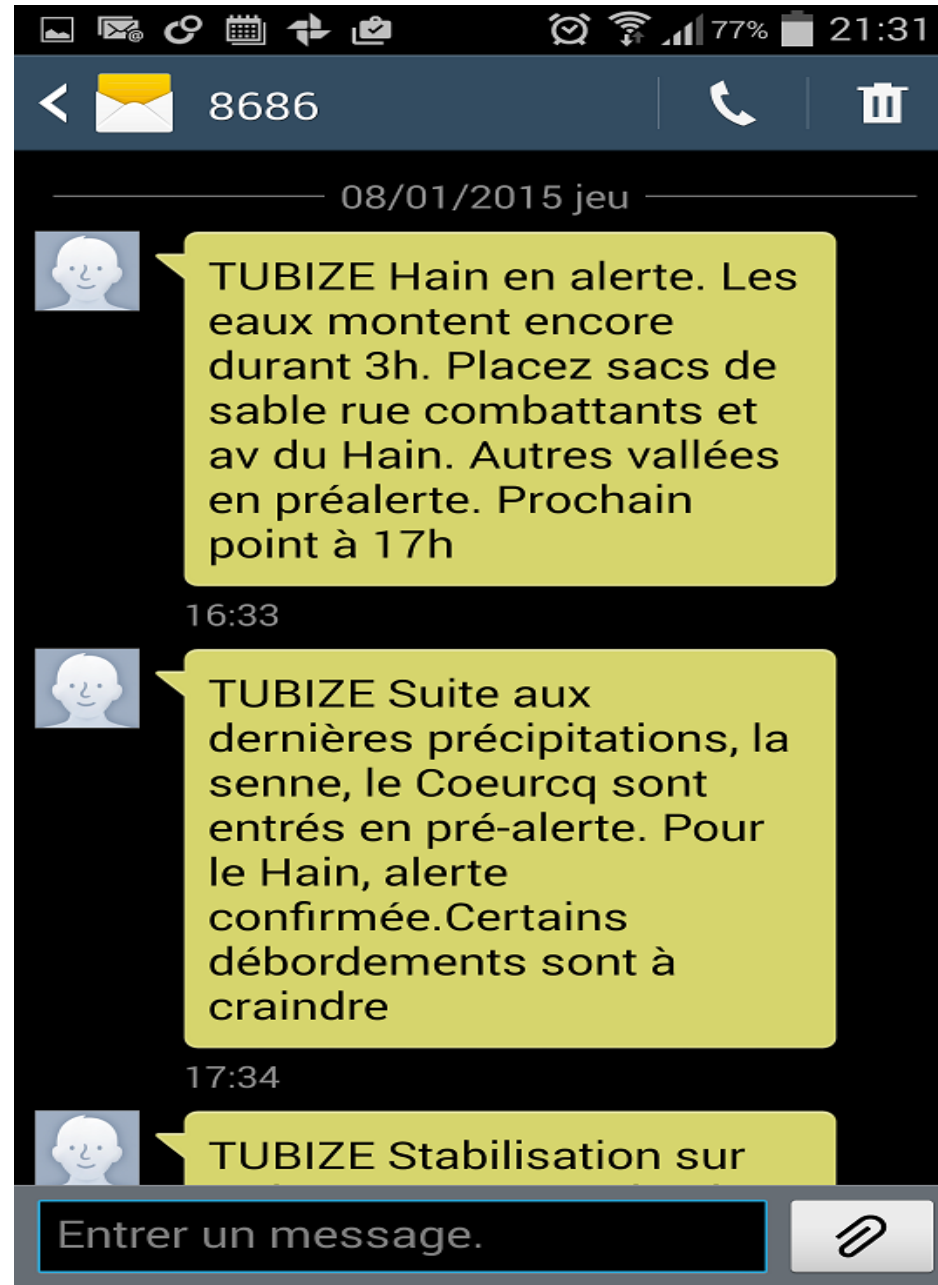 77% 21:31
8686
08/01/2015 jeu
TUBIZE Hain en alerte. Les
eaux montent encore
durant 3h. Placez sacs de
sable rue combattants et
av du Hain. Autres vallées
en préalerte. Prochain
point à 17h
16:33
TUBIZE Suite aux
dernières précipitations, la
senne, le Coeurcq sont
entrés en pré-alerte. Pour
le Hain, alerte
confirmée.Certains
débordements sont à
craindre
17:34
TUBIZE Stabilisation sur
Entrer un message.